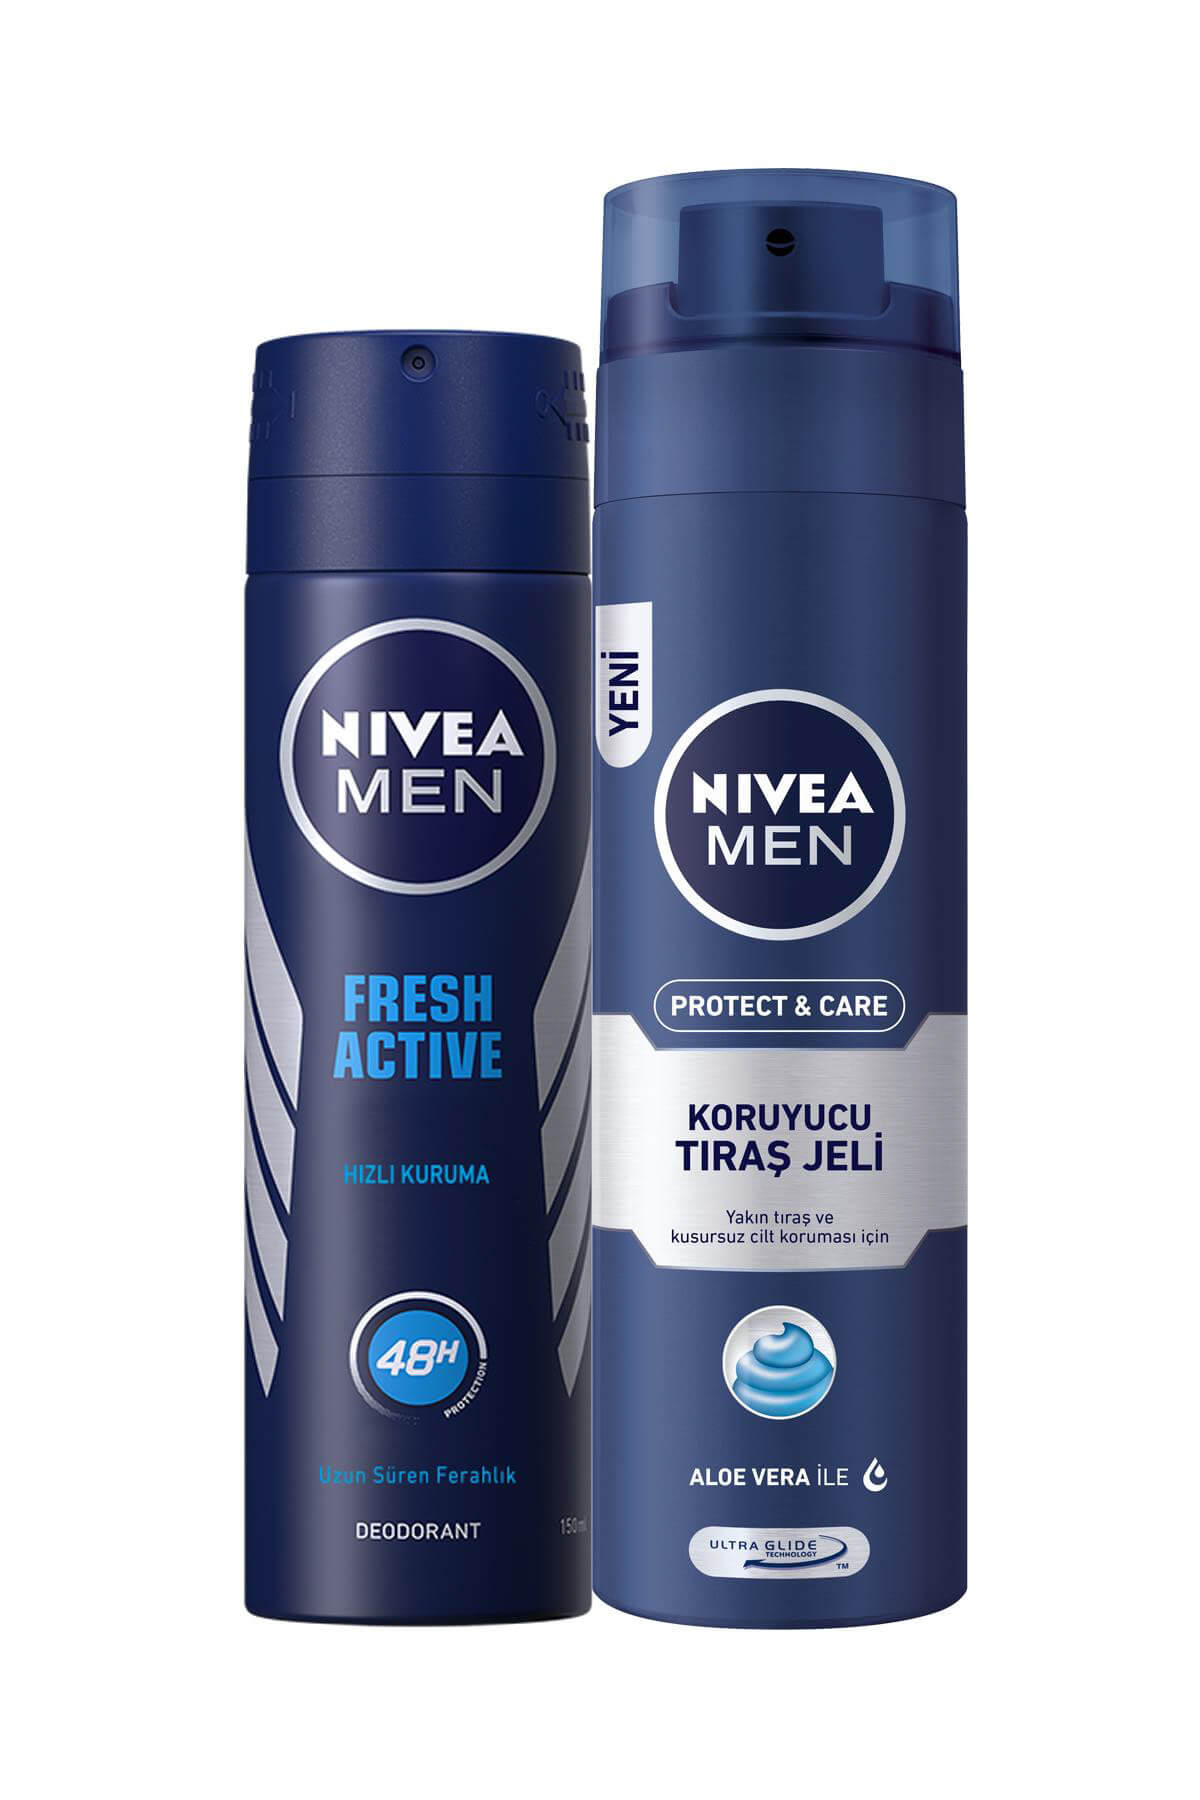 NIVEA
MEN
FRESH
ACTIVE
HIZLI KURUMA
48H
PROTECTION
Uzun Süren Ferahlık
DEODORANT
150ml
YENİ
NIVEA
MEN
PROTECT & CARE
KORUYUCU
TIRAŞ JELİ
Yakın tıraş ve
kusursuz cilt koruması için
ALOE VERA İLE
ULTRA GLIDE
TECHNOLOGY
TM